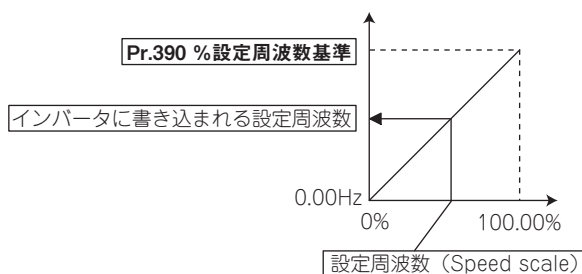 Pr.390 %設定周波数基準
インバータに書き込まれる設定周波数
0.00Hz
0%
100.00%
設定周波数（Speed scale）